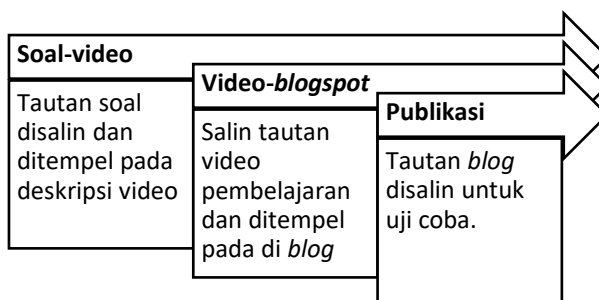 Soal-video
Tautan soal
disalin dan
ditempel pada
deskripsi video
Video-blogspot
Salin tautan
video
pembelajaran
dan ditempel
pada di blog
Publikasi
Tautan blog
disalin untuk
uji coba.